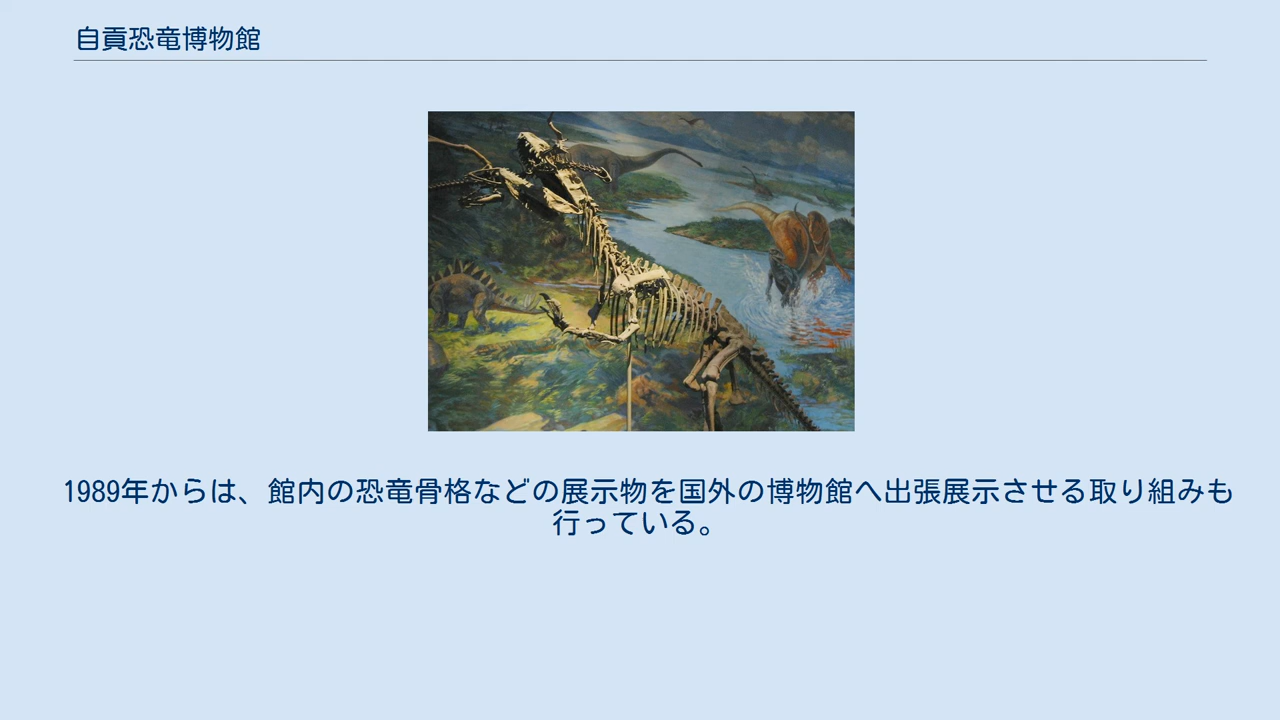 自貢恐竜博物館
1989年からは、館内の恐竜骨格などの展示物を国外の博物館へ出張展示させる取り組みも
行っている。